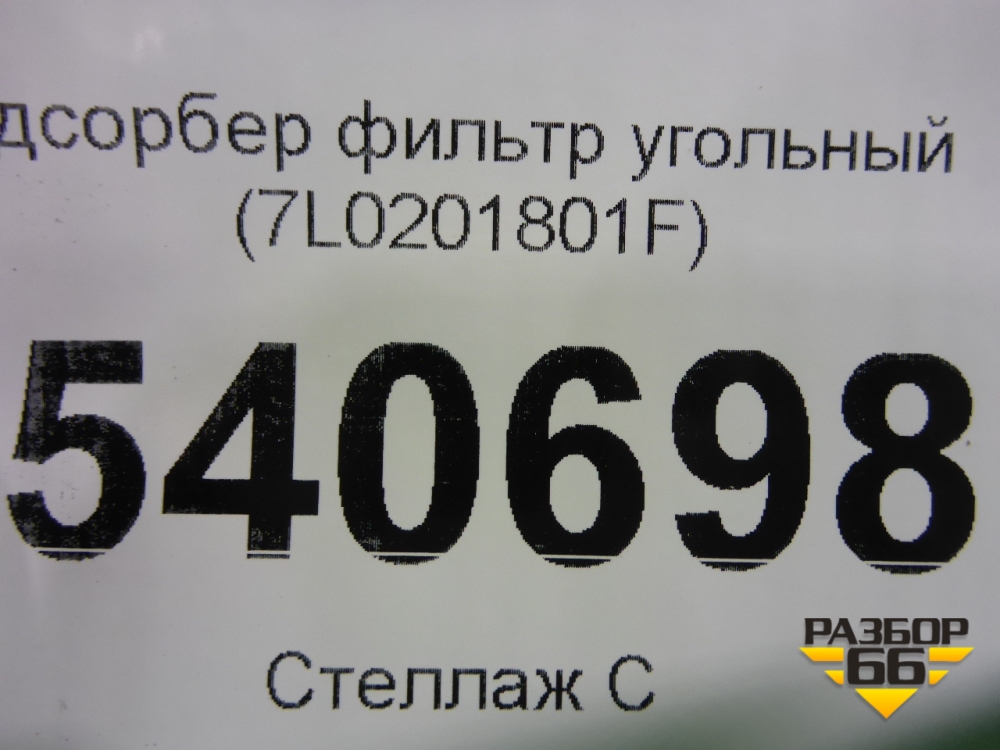 дсорбер фильтр угольный
(7L0201801F)
540698
Стеллаж С
РАЗБОР
66